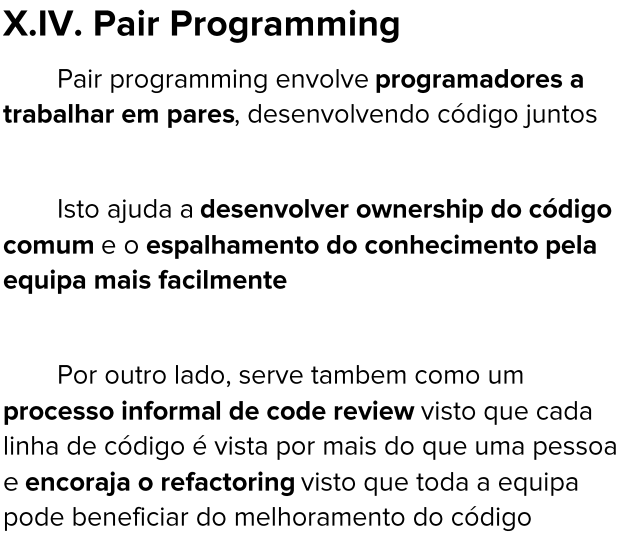 X.IV. Pair Programming
Pair programming envolve programadores a
trabalhar em pares, desenvolvendo código juntos
Isto ajuda a desenvolver ownership do código
comum e o espalhamento do conhecimento pela
equipa mais facilmente
Por outro lado, serve tambem como um
processo informal de code review visto que cada
linha de código é vista por mais do que uma pessoa
e encoraja o refactoring visto que toda a equipa
pode beneficiar do melhoramento do código